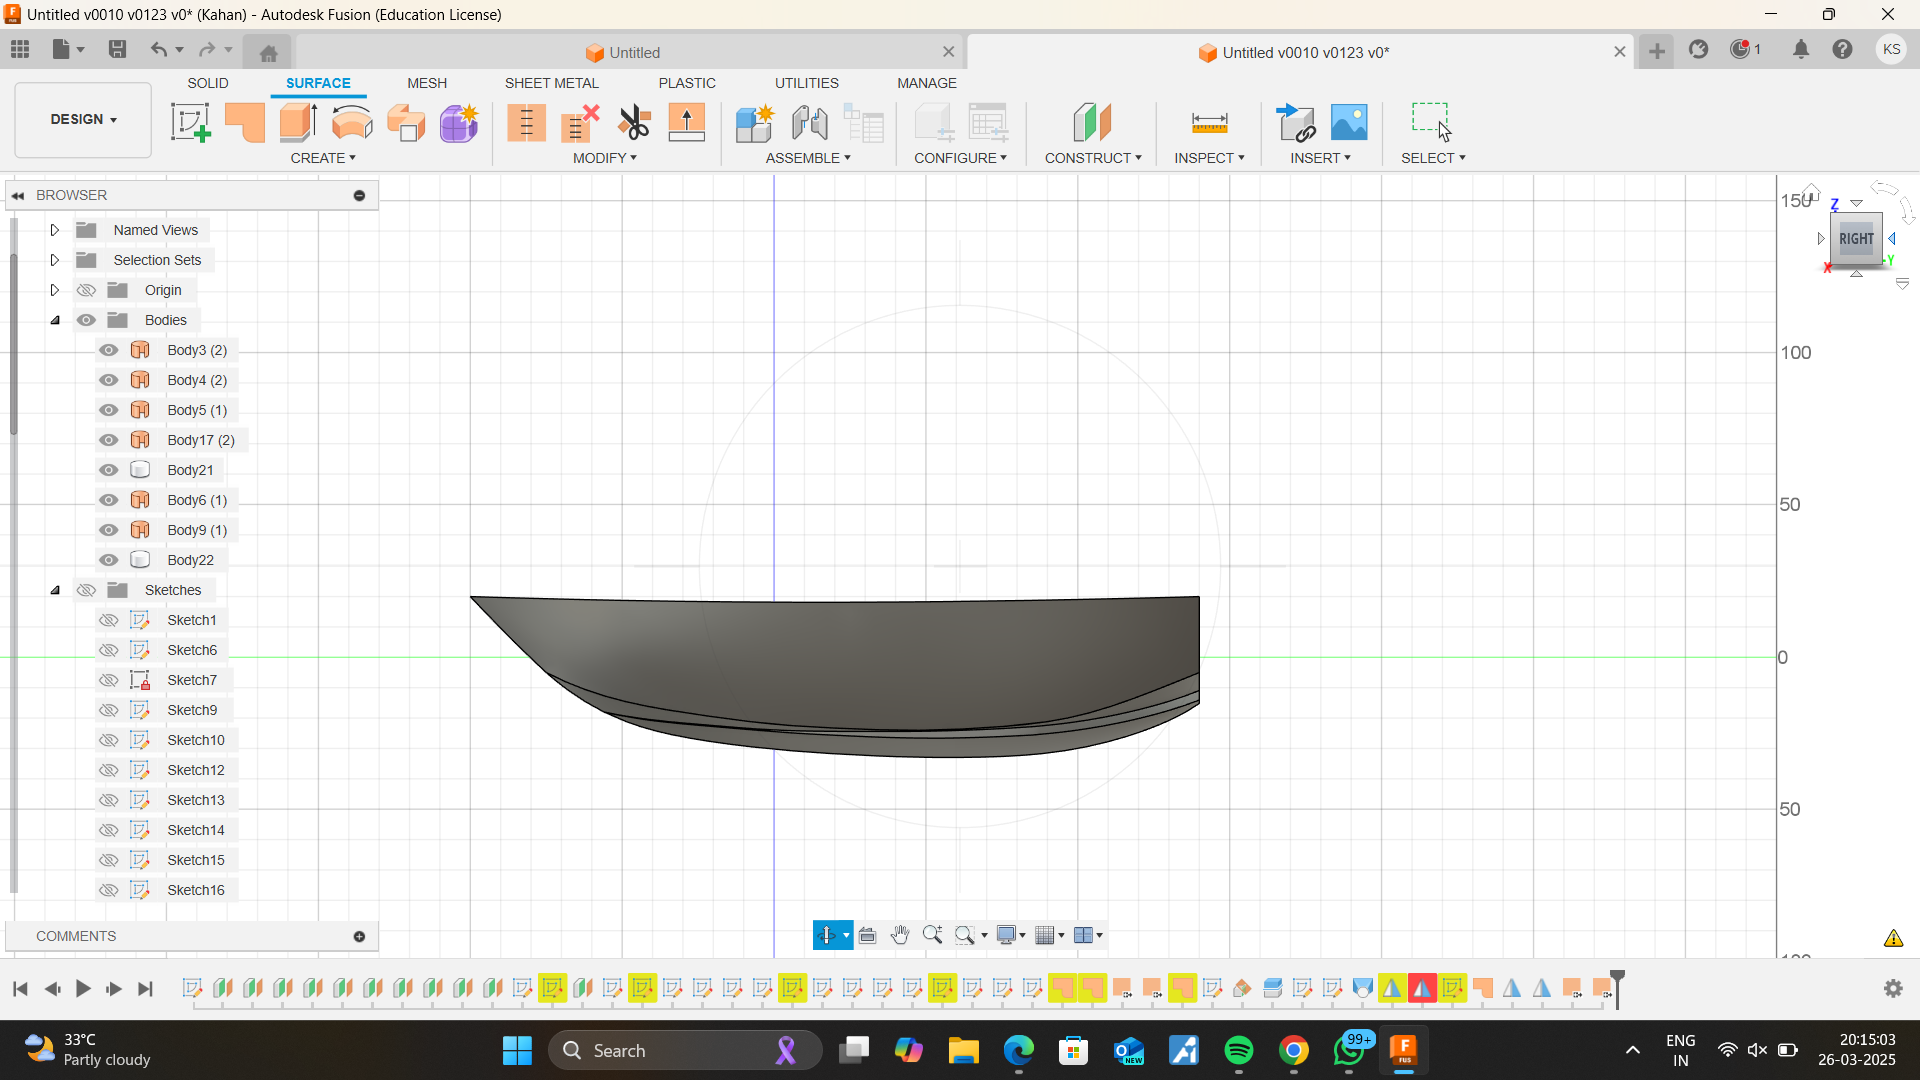 Untitled v0010 v0123 v0* (Kahan) - Autodesk Fusion (Education License)
Untitled
Untitled v0010 v0123 v0*
1
KS
DESIGN
SOLID
SURFACE
MESH
SHEET METAL
PLASTIC
UTILITIES
MANAGE
CREATE
MODIFY
ASSEMBLE
CONFIGURE
CONSTRUCT
INSPECT
INSERT
SELECT
BROWSER
Named Views
Selection Sets
Origin
Bodies
Body3 (2)
Body4 (2)
Body5 (1)
Body17 (2)
Body21
Body6 (1)
Body9 (1)
Body22
Sketches
Sketch1
Sketch6
Sketch7
Sketch9
Sketch10
Sketch12
Sketch13
Sketch14
Sketch15
Sketch16
COMMENTS
150
100
50
0
50
Z
RIGHT
X
-Y
33°C
Partly cloudy
Search
NEW
99+
F
FUS
ENG
IN
20:15:03
26-03-2025